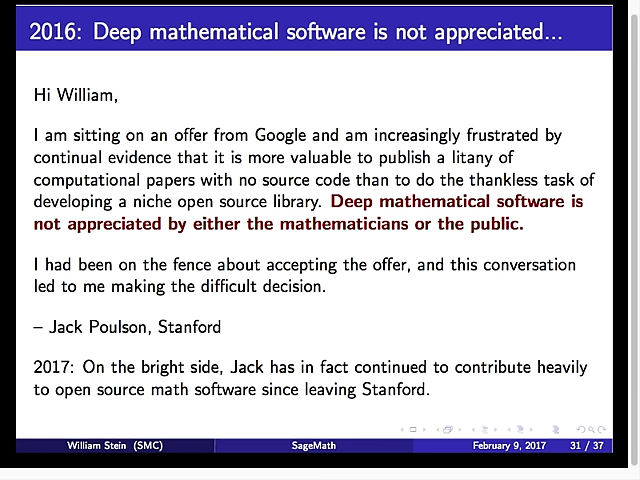 2016: Deep mathematical software is not appreciated...
Hi William,
I am sitting on an offer from Google and am increasingly frustrated by
continual evidence that it is more valuable to publish a litany of
computational papers with no source code than to do the thankless task of
developing a niche open source library. Deep mathematical software is
not appreciated by either the mathematicians or the public.
I had been on the fence about accepting the offer, and this conversation
led to me making the difficult decision.
– Jack Poulson, Stanford
2017: On the bright side, Jack has in fact continued to contribute heavily
to open source math software since leaving Stanford.
William Stein (SMC) SageMath February 9, 2017 31 / 37